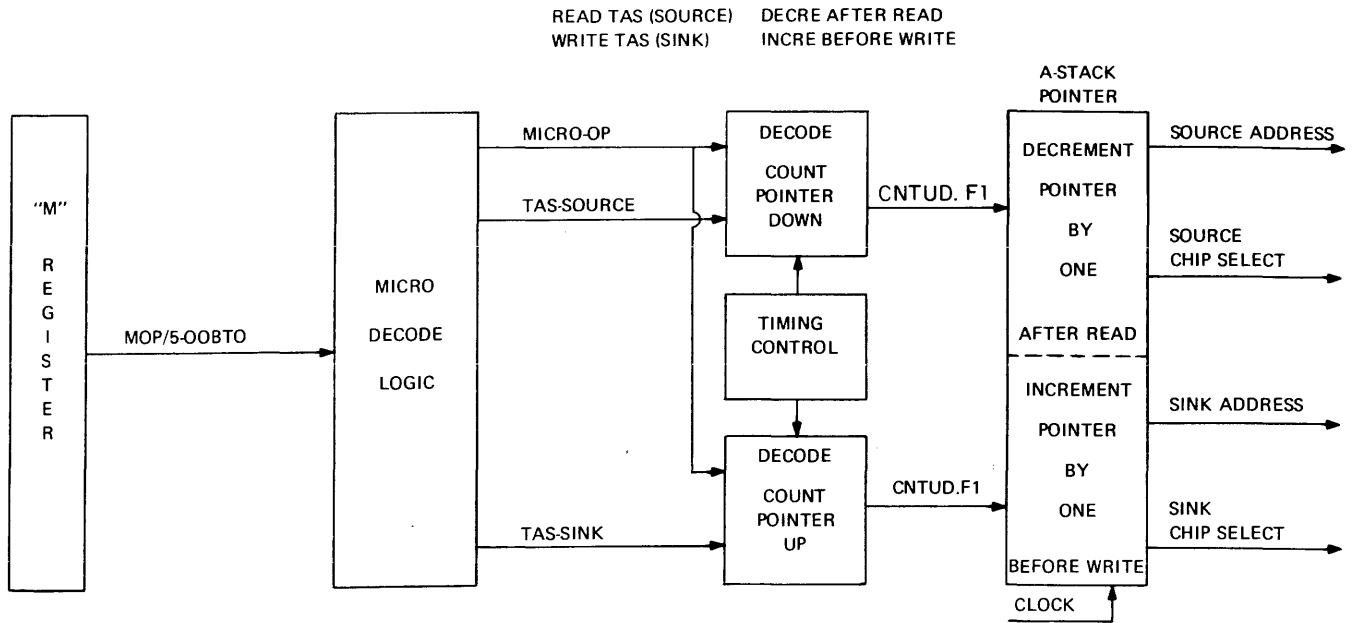 READ TAS (SOURCE) DECRE AFTER READ
WRITE TAS (SINK) INCRE BEFORE WRITE
"M"
R
E
G
I
S
T
E
R
MOP/5-OOBTO
MICRO
DECODE
LOGIC
MICRO-OP
TAS-SOURCE
TAS-SINK
DECODE
COUNT
POINTER
DOWN
TIMING
CONTROL
DECODE
COUNT
POINTER
UP
CNTUD. F1
CNTUD.F1
A-STACK
POINTER
DECREMENT
POINTER
BY
ONE
AFTER READ
INCREMENT
POINTER
BY
ONE
BEFORE WRITE
CLOCK
SOURCE ADDRESS
SOURCE
CHIP SELECT
SINK ADDRESS
SINK
CHIP SELECT